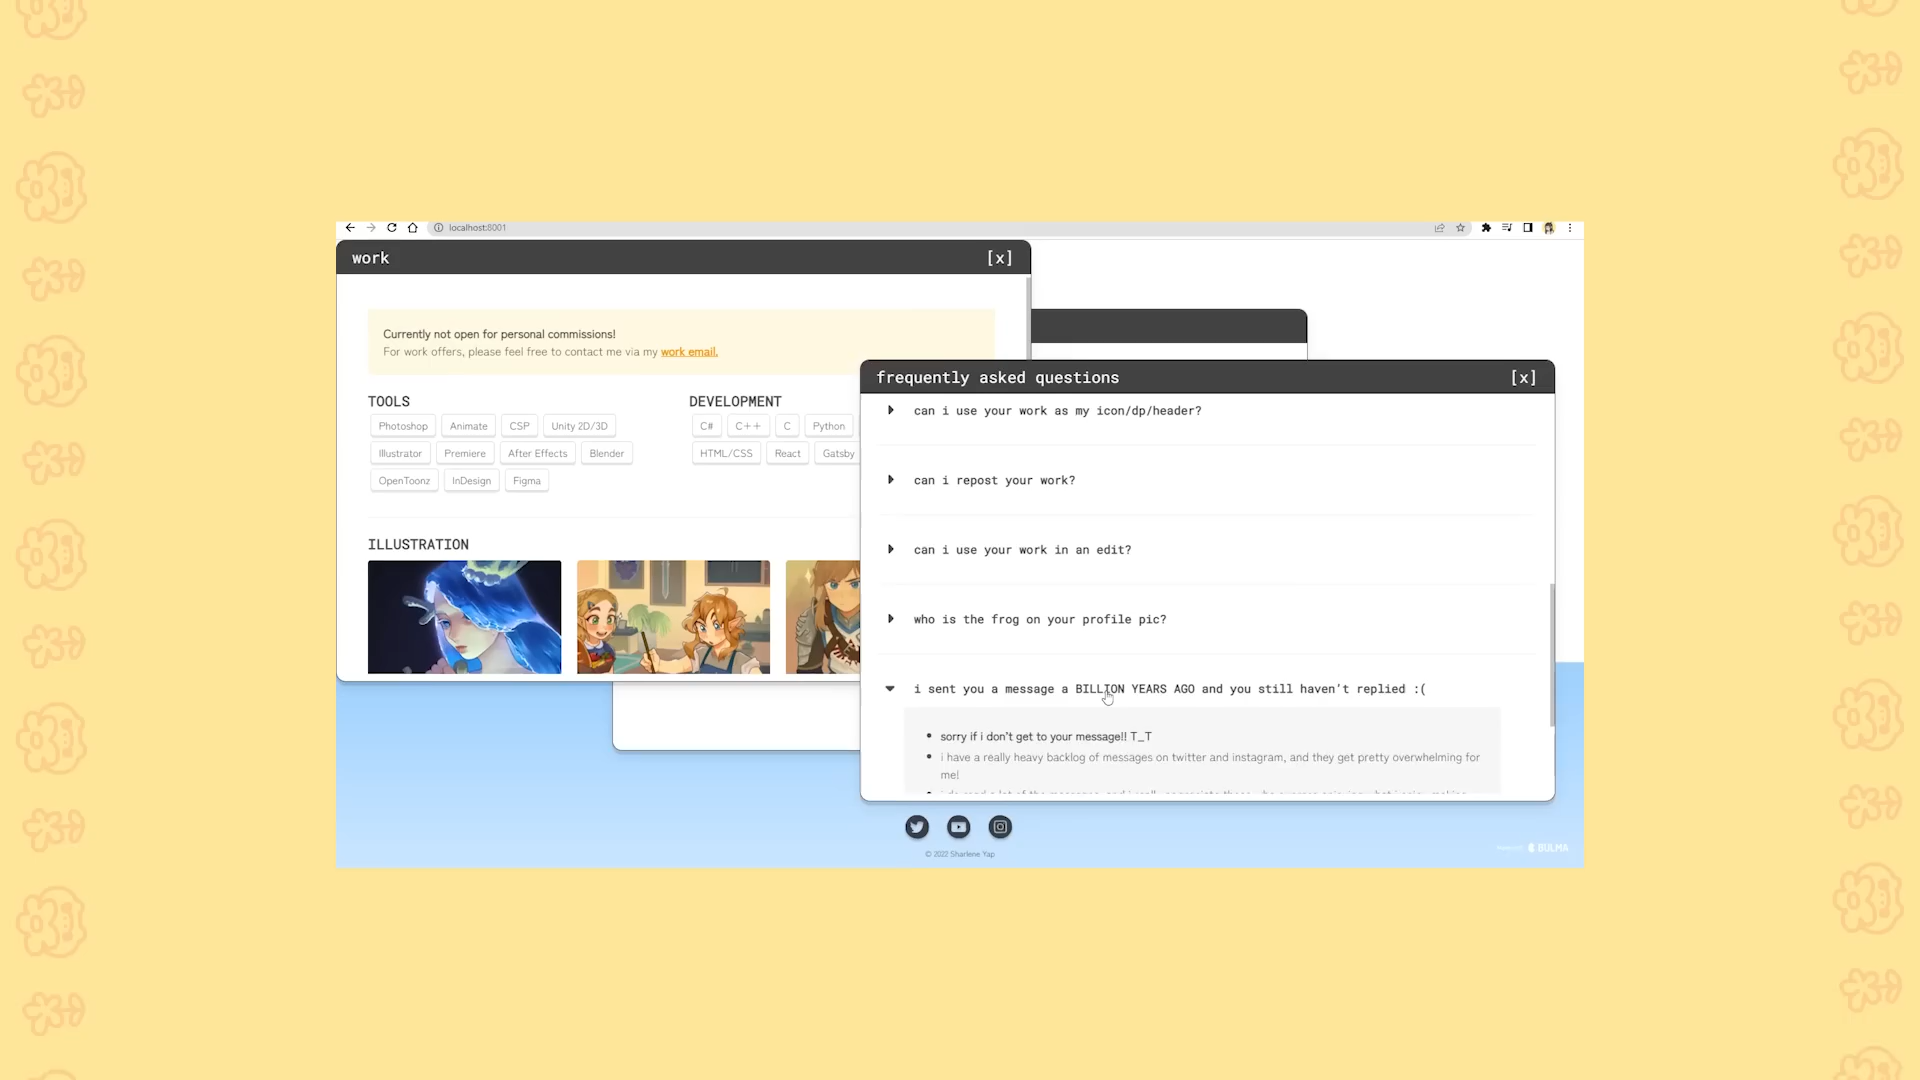 localhost:8001
work [x]
Currently not open for personal commissions!
For work offers, please feel free to contact me via my work email.
TOOLS
Photoshop Animate CSP Unity 2D/3D
Illustrator Premiere After Effects Blender
OpenToonz InDesign Figma
DEVELOPMENT
C# C++ C Python
HTML/CSS React Gatsby
ILLUSTRATION
frequently asked questions [x]
can i use your work as my icon/dp/header?
can i repost your work?
can i use your work in an edit?
who is the frog on your profile pic?
i sent you a message a BILLION YEARS AGO and you still haven't replied :(
sorry if i don't get to your message!! T_T
i have a really heavy backlog of messages on twitter and instagram, and they get pretty overwhelming for
me!
© 2022 Sharlene Yap
BULMA